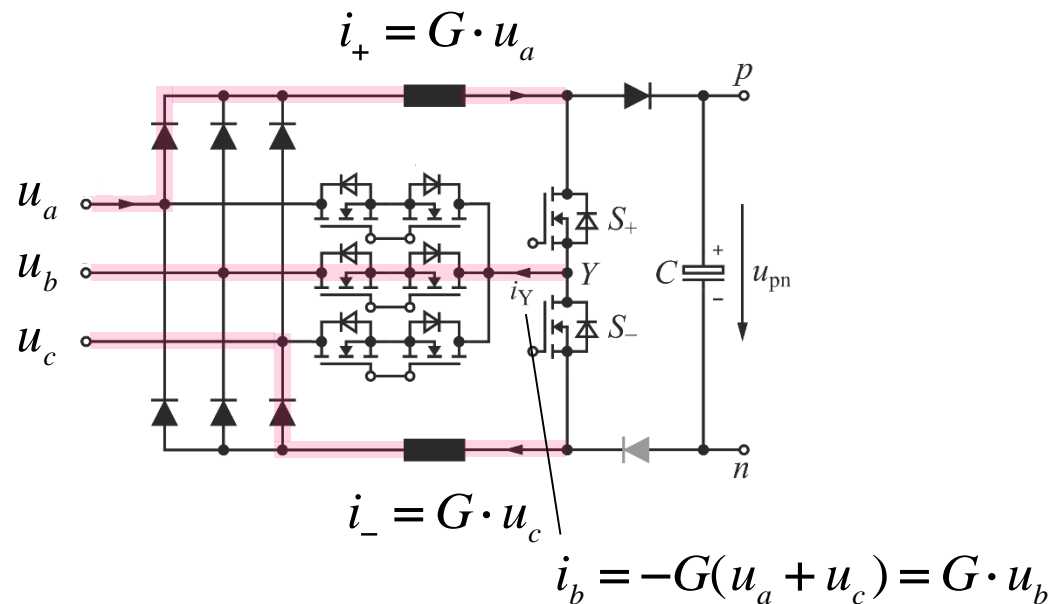 i₊ = G · uₐ
p
uₐ
S₊
u_b
Y
i_Y
C
+
−
u_pn
S₋
u_c
n
i₋ = G · u_c
i_b = −G(uₐ + u_c) = G · u_b